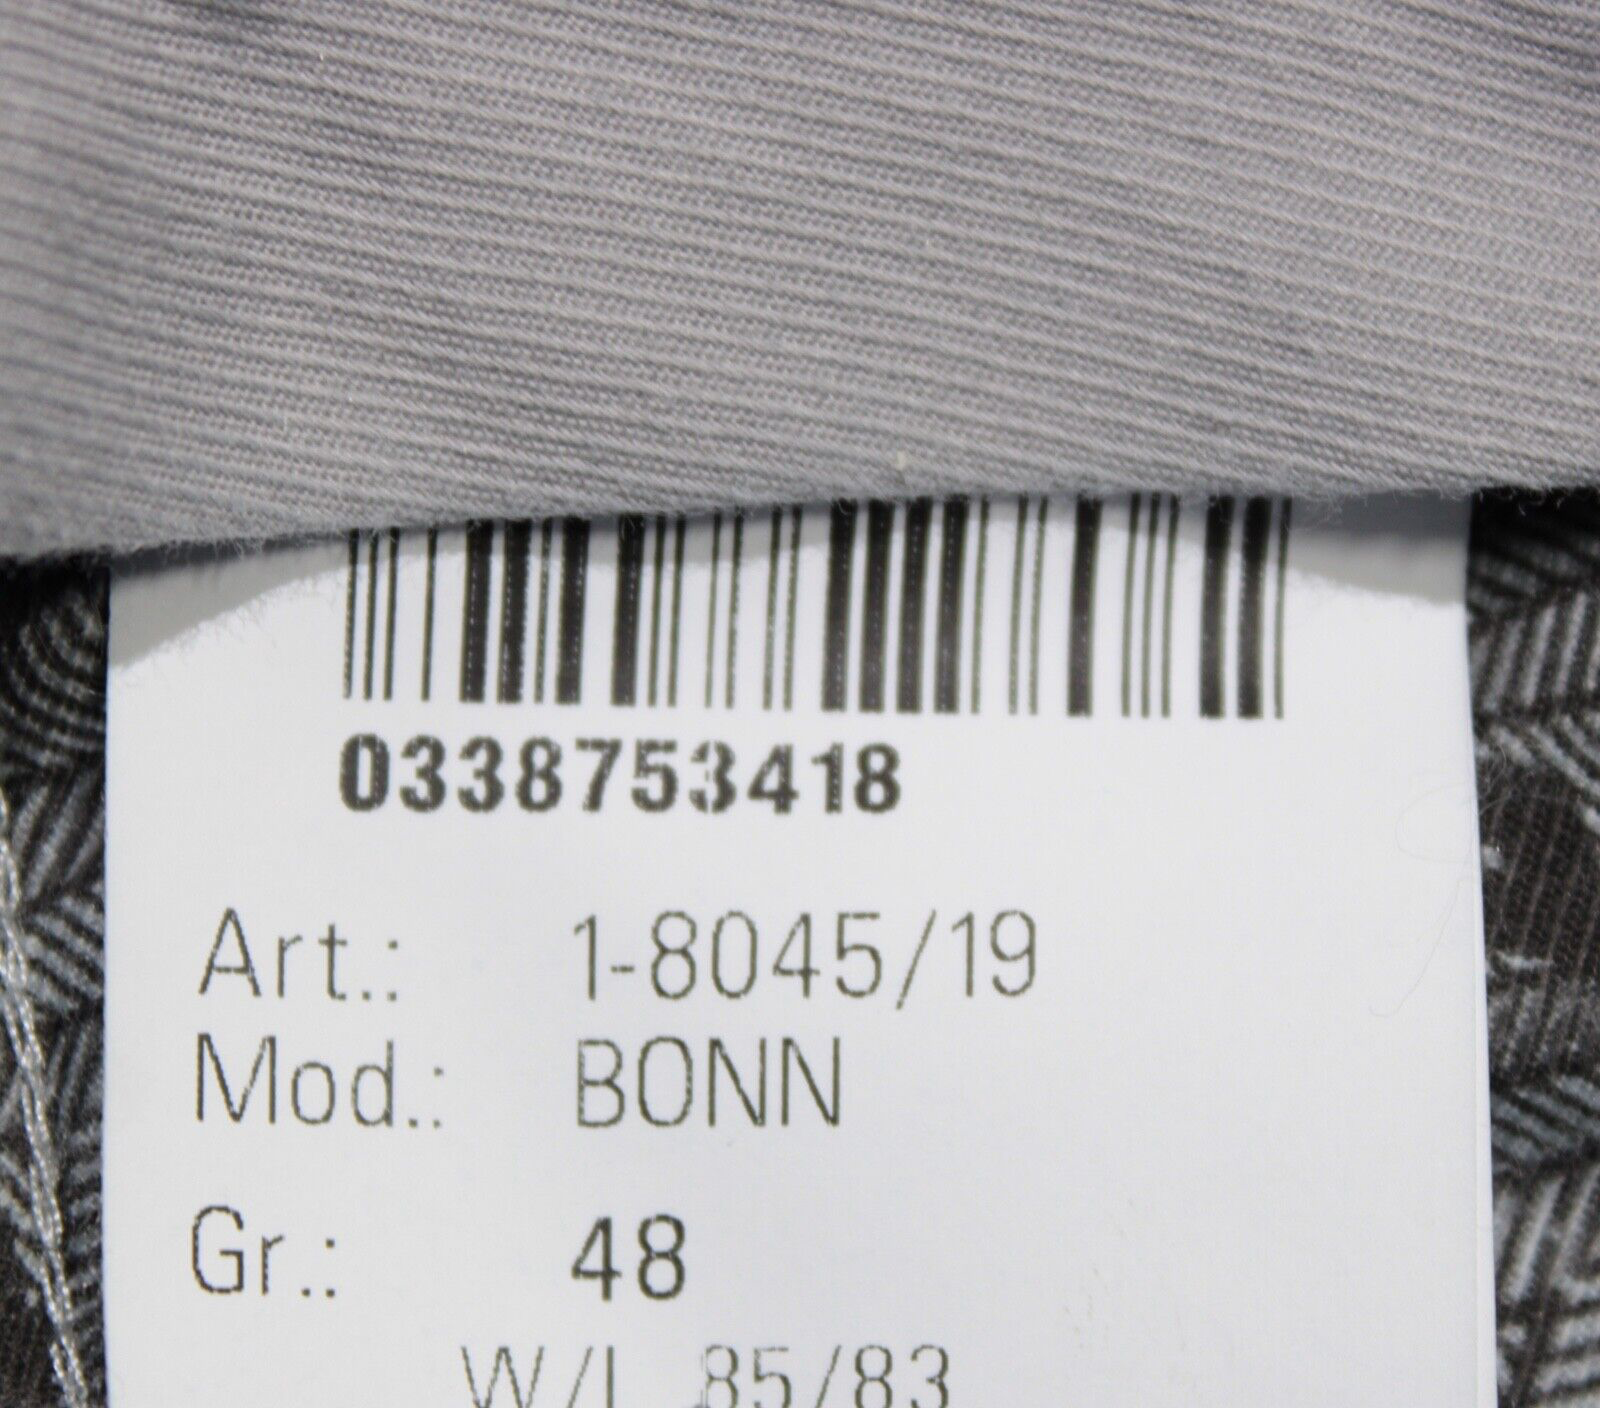 0338753418
Art.: 1-8045/19
Mod.: BONN
Gr.: 48
W/L 85/83